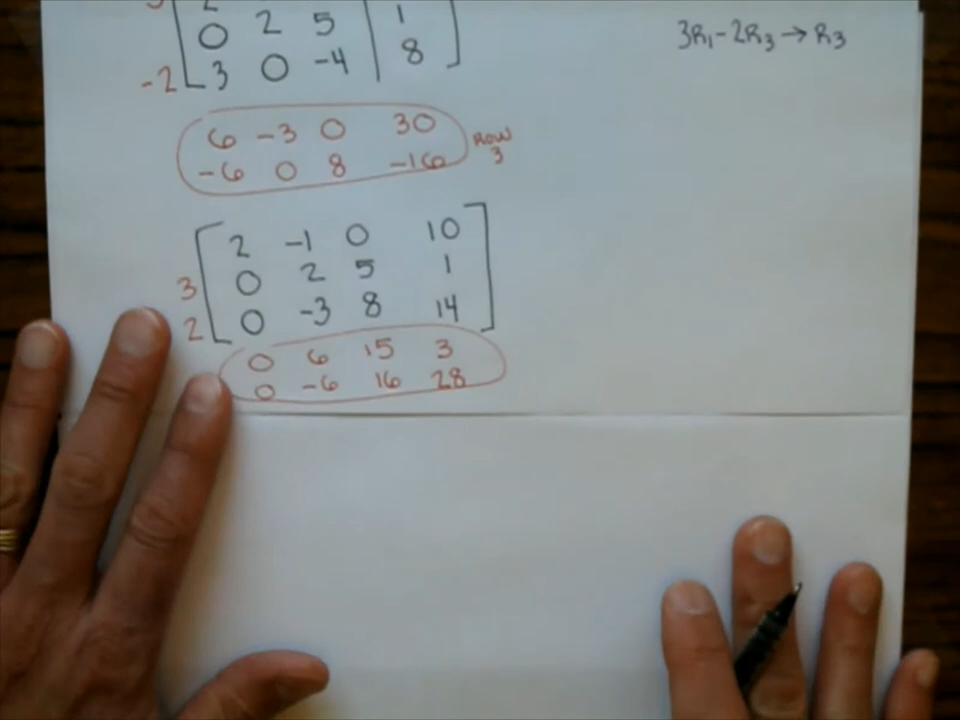 0 2 5 | 1
-2 3 0 -4 | 8
3R₁-2R₃→R₃
6 -3 0 30
-6 0 8 -16
Row
3
2 -1 0 10
3 0 2 5 1
2 0 -3 8 14
0 6 15 3
0 -6 16 28